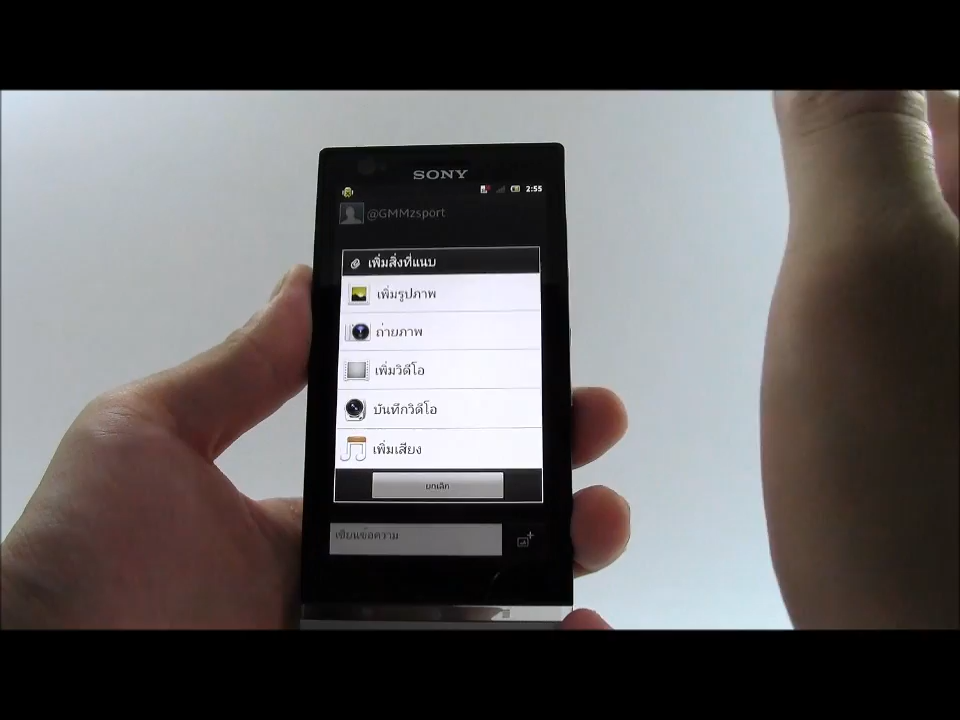 SONY
2:55
@GMMzsport
เพิ่มสิ่งที่แนบ
เพิ่มรูปภาพ
ถ่ายภาพ
เพิ่มวิดีโอ
บันทึกวิดีโอ
เพิ่มเสียง
ยกเลิก
เขียนข้อความ